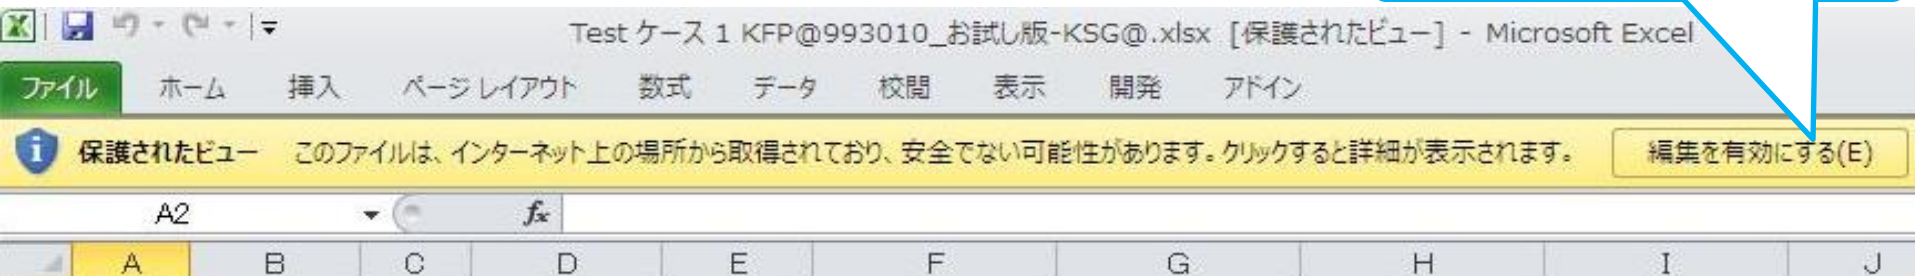 Test ケース 1 KFP@993010_お試し版-KSG@.xlsx [保護されたビュー] - Microsoft Excel
ファイル ホーム 挿入 ページ レイアウト 数式 データ 校閲 表示 開発 アドイン
保護されたビュー このファイルは、インターネット上の場所から取得されており、安全でない可能性があります。クリックすると詳細が表示されます。 編集を有効にする(E)
A2 fx
A B C D E F G H I J